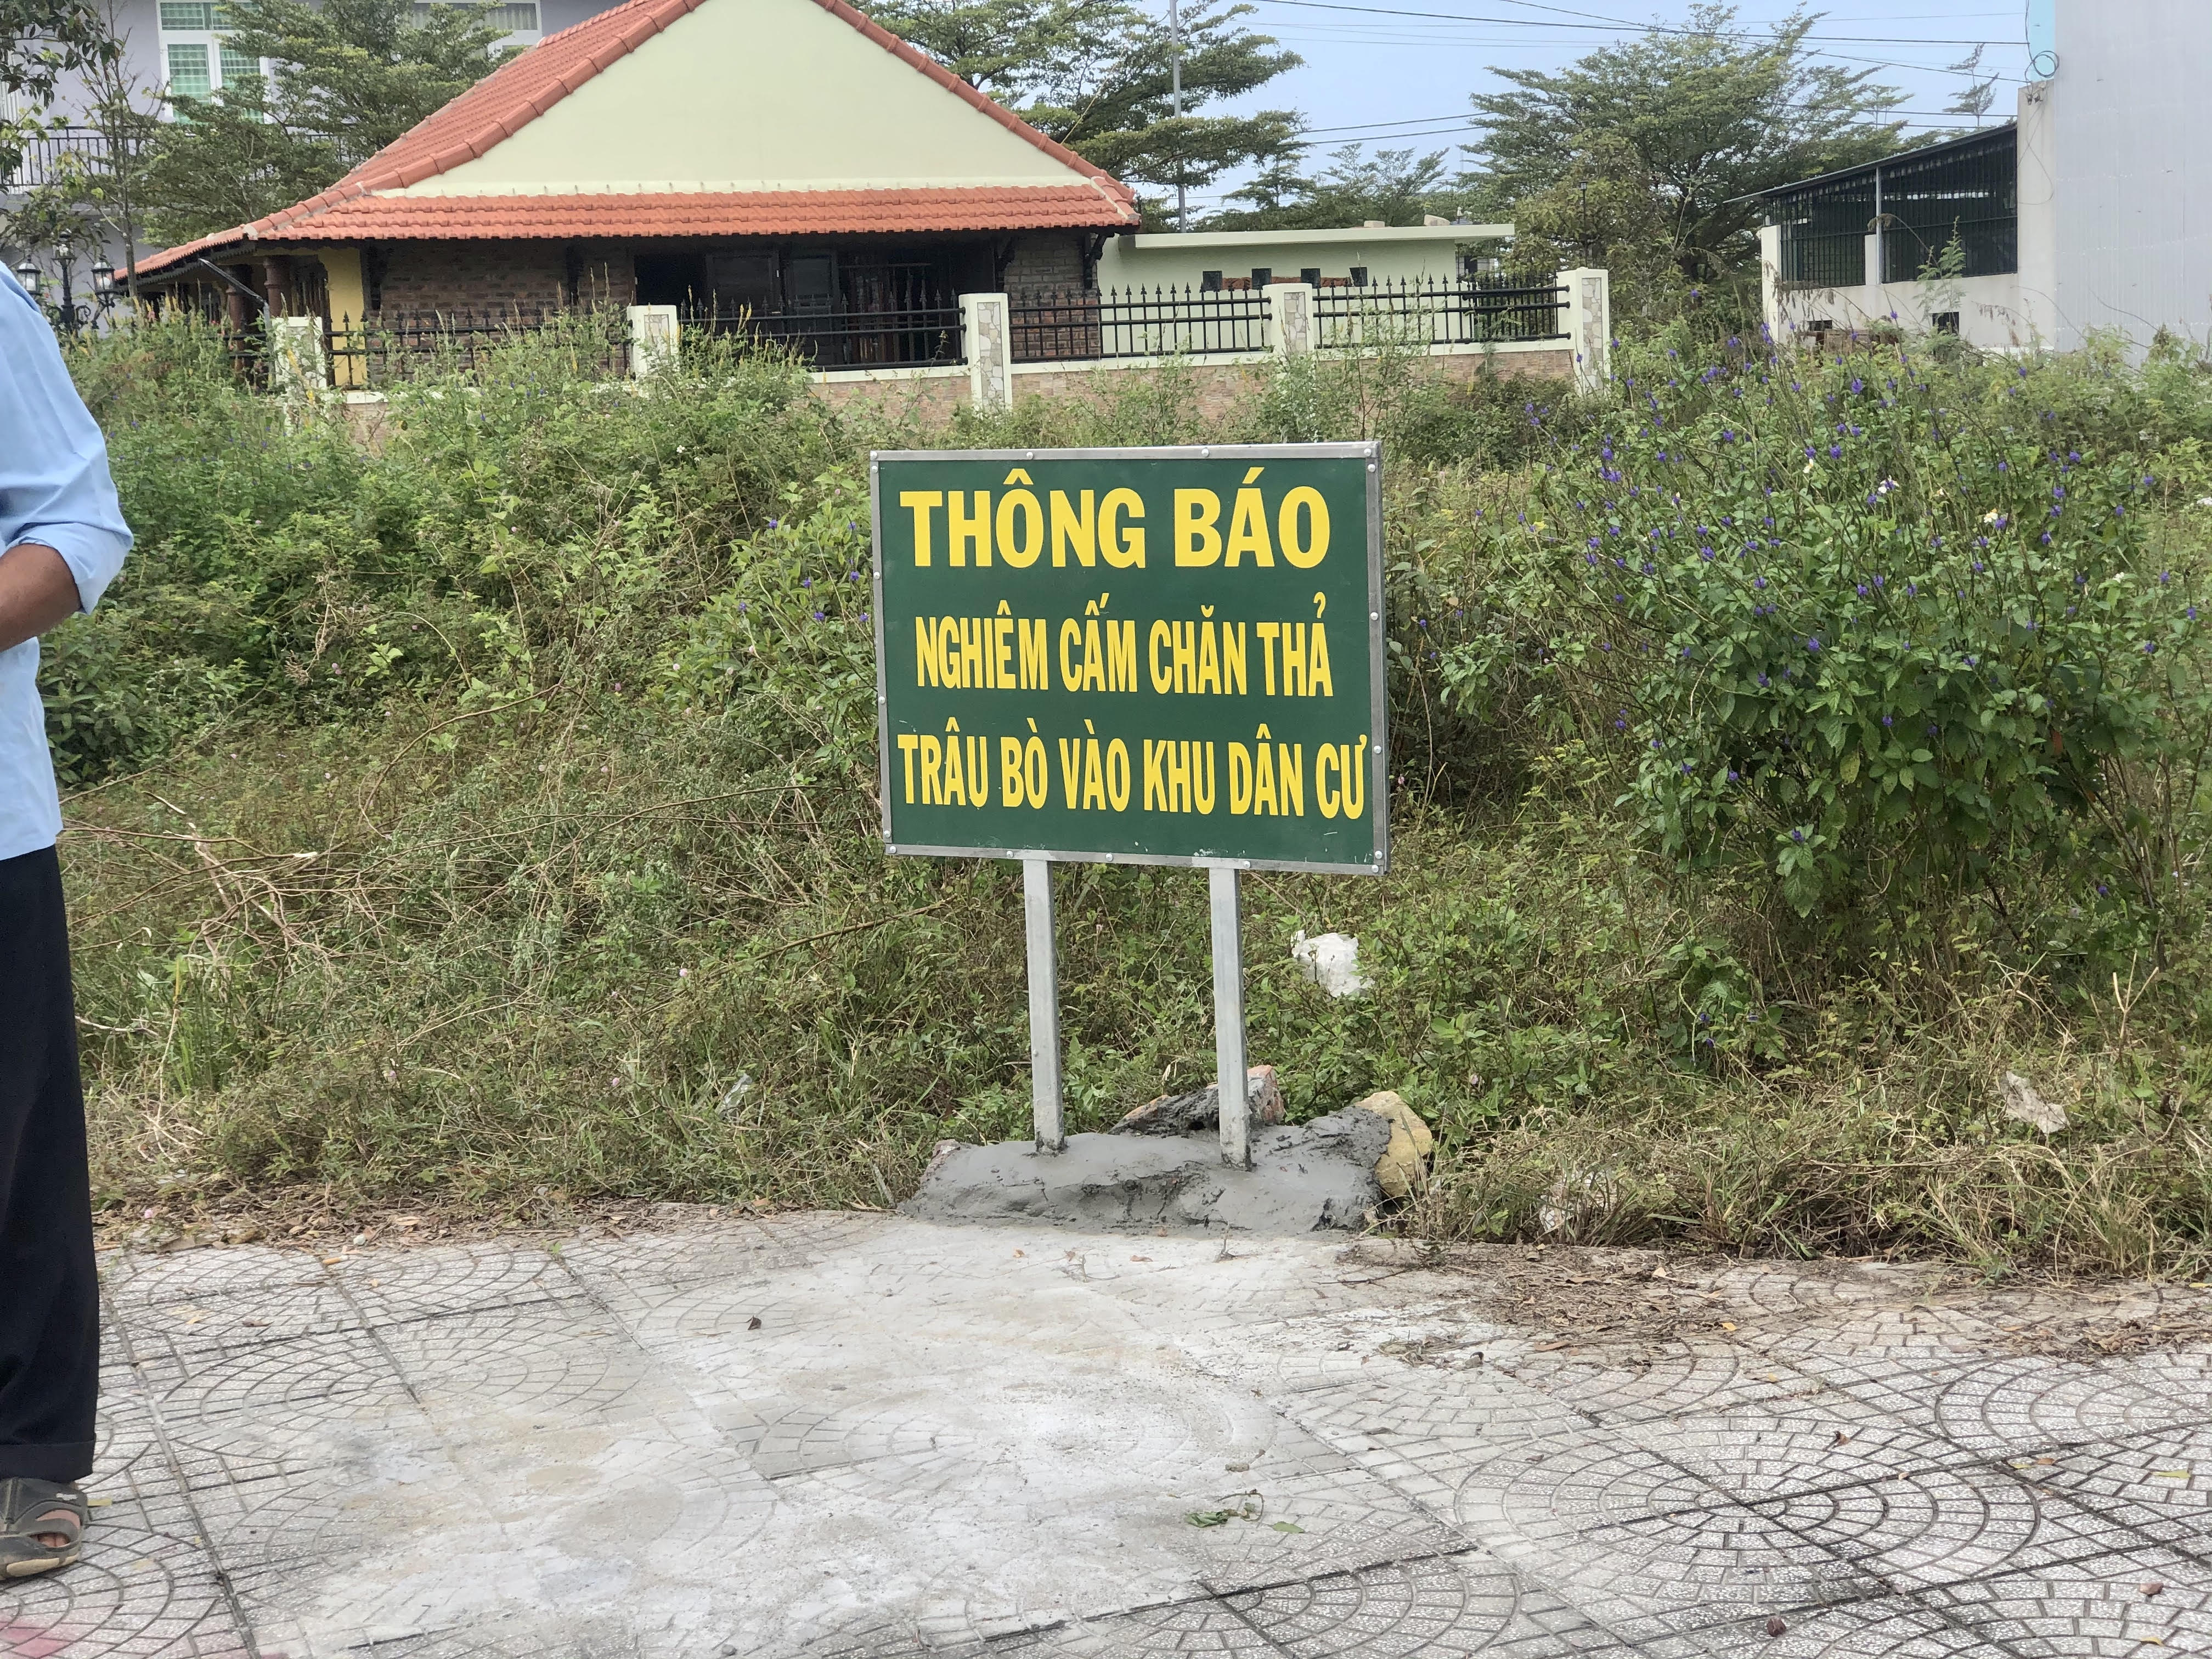 THÔNG BÁO
NGHIÊM CẤM CHĂN THẢ
TRÂU BÒ VÀO KHU DÂN CƯ